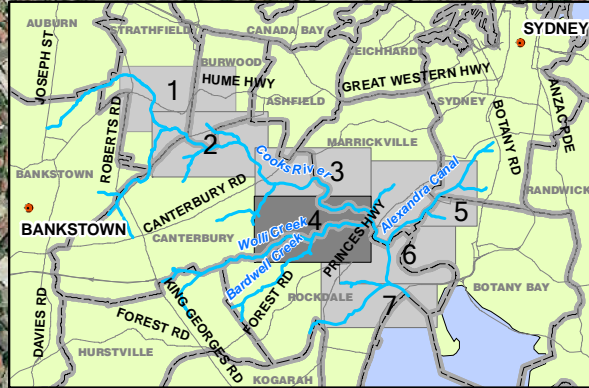 AUBURN
STRATHFIELD
CANADA BAY
SYDNEY
JOSEPH ST
BURWOOD
LEICHHARDT
1
HUME HWY
GREAT WESTERN HWY
ANZAC PDE
ASHFIELD
SYDNEY
BOTANY RD
ROBERTS RD
2
MARRICKVILLE
Cooks River
3
Alexandra Canal
BANKSTOWN
CANTERBURY RD
RANDWICK
BANKSTOWN
CANTERBURY
Wolli Creek
4
PRINCES HWY
5
Bardwell Creek
6
DAVIES RD
KING GEORGES RD
FOREST RD
ROCKDALE
BOTANY BAY
FOREST RD
7
HURSTVILLE
KOGARAH